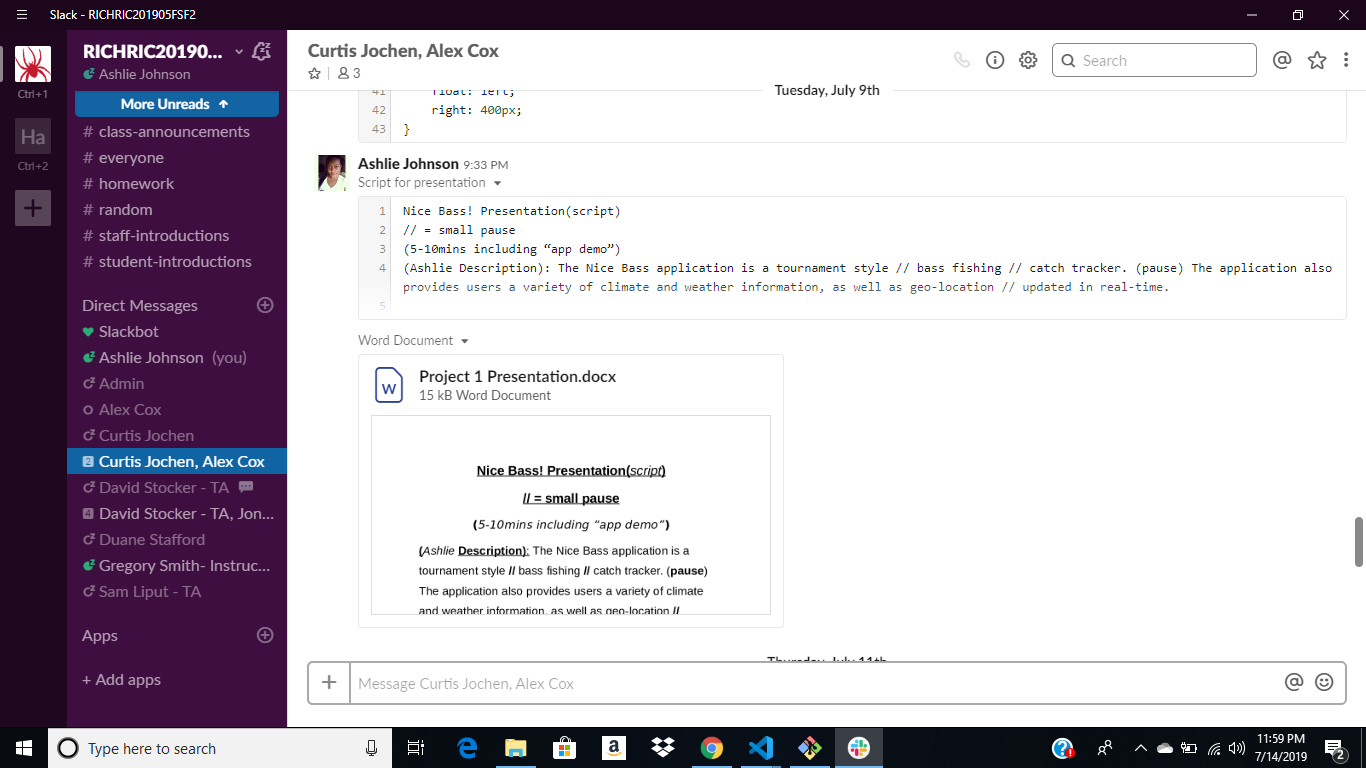 Slack - RICHRIC201905FSF2
RICHRIC20190...
Ashlie Johnson
Ctrl+1
Ha
Ctrl+2
More Unreads ↑
# class-announcements
# everyone
# homework
# random
# staff-introductions
# student-introductions
Direct Messages
Slackbot
Ashlie Johnson (you)
Admin
Alex Cox
Curtis Jochen
2 Curtis Jochen, Alex Cox
David Stocker - TA
4 David Stocker - TA, Jon...
Duane Stafford
Gregory Smith- Instruc...
Sam Liput - TA
Apps
+ Add apps
Curtis Jochen, Alex Cox
3
Search
Tuesday, July 9th
41 float: left;
42 right: 400px;
43 }
Ashlie Johnson 9:33 PM
Script for presentation
1 Nice Bass! Presentation(script)
2 // = small pause
3 (5-10mins including “app demo”)
4 (Ashlie Description): The Nice Bass application is a tournament style // bass fishing // catch tracker. (pause) The application also
provides users a variety of climate and weather information, as well as geo-location // updated in real-time.
5
Word Document
W
Project 1 Presentation.docx
15 kB Word Document
Nice Bass! Presentation(script)
// = small pause
(5-10mins including “app demo”)
(Ashlie Description): The Nice Bass application is a
tournament style // bass fishing // catch tracker. (pause)
The application also provides users a variety of climate
and weather information, as well as geo-location //
Thursday, July 11th
Message Curtis Jochen, Alex Cox
Type here to search
11:59 PM
7/14/2019
2